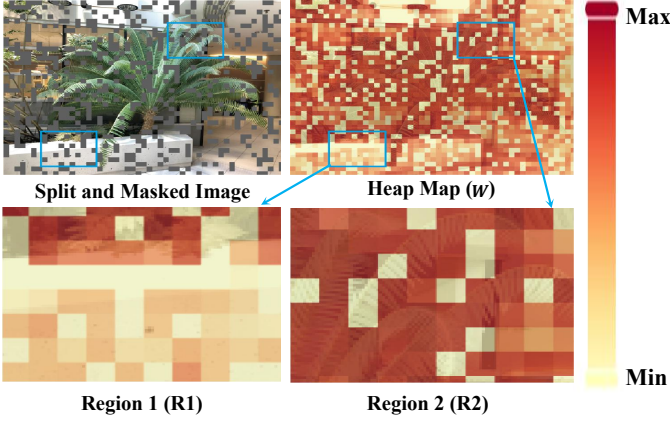 Max
Split and Masked Image
Heap Map (w)
Region 1 (R1)
Region 2 (R2)
Min